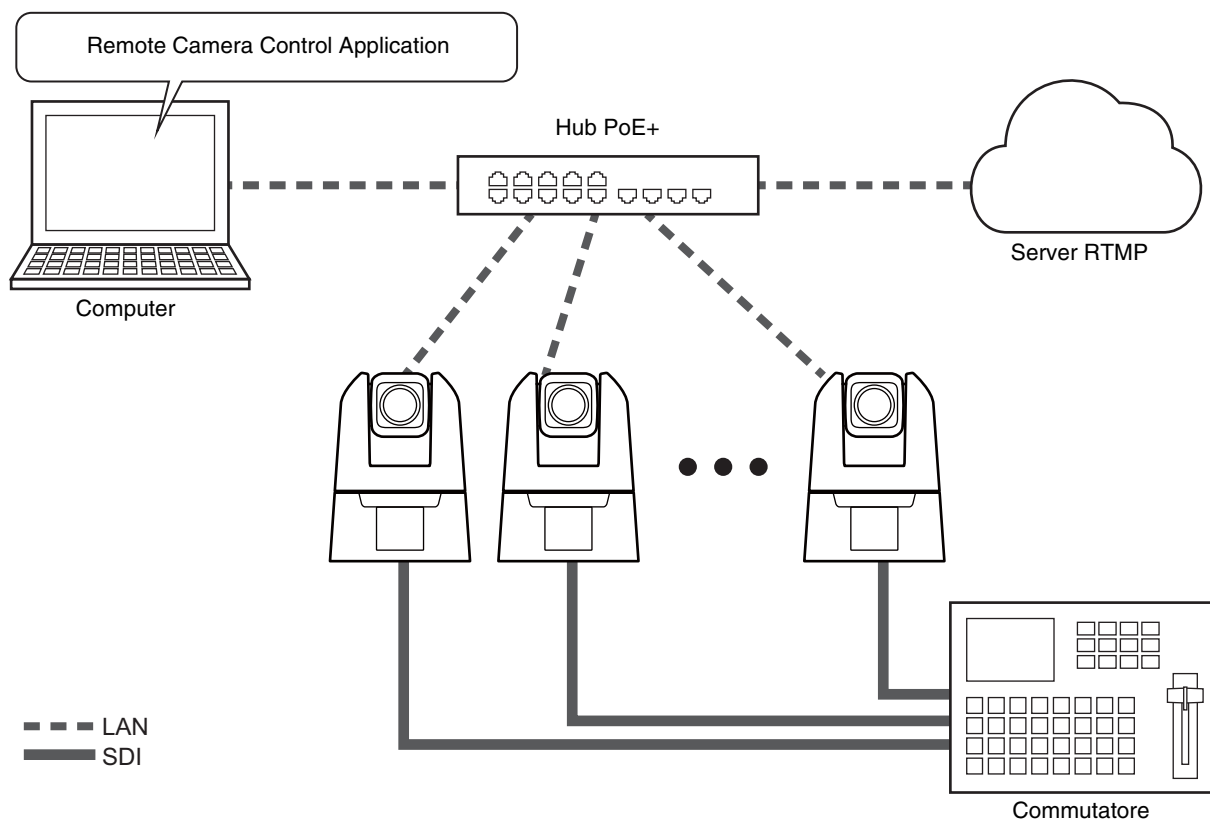 Remote Camera Control Application
Hub PoE+
Server RTMP
Computer
LAN
SDI
Commutatore